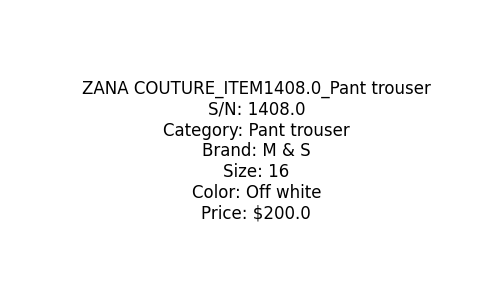 ZANA COUTURE_ITEM1408.0_Pant trouser
S/N: 1408.0
Category: Pant trouser
Brand: M & S
Size: 16
Color: Off white
Price: $200.0